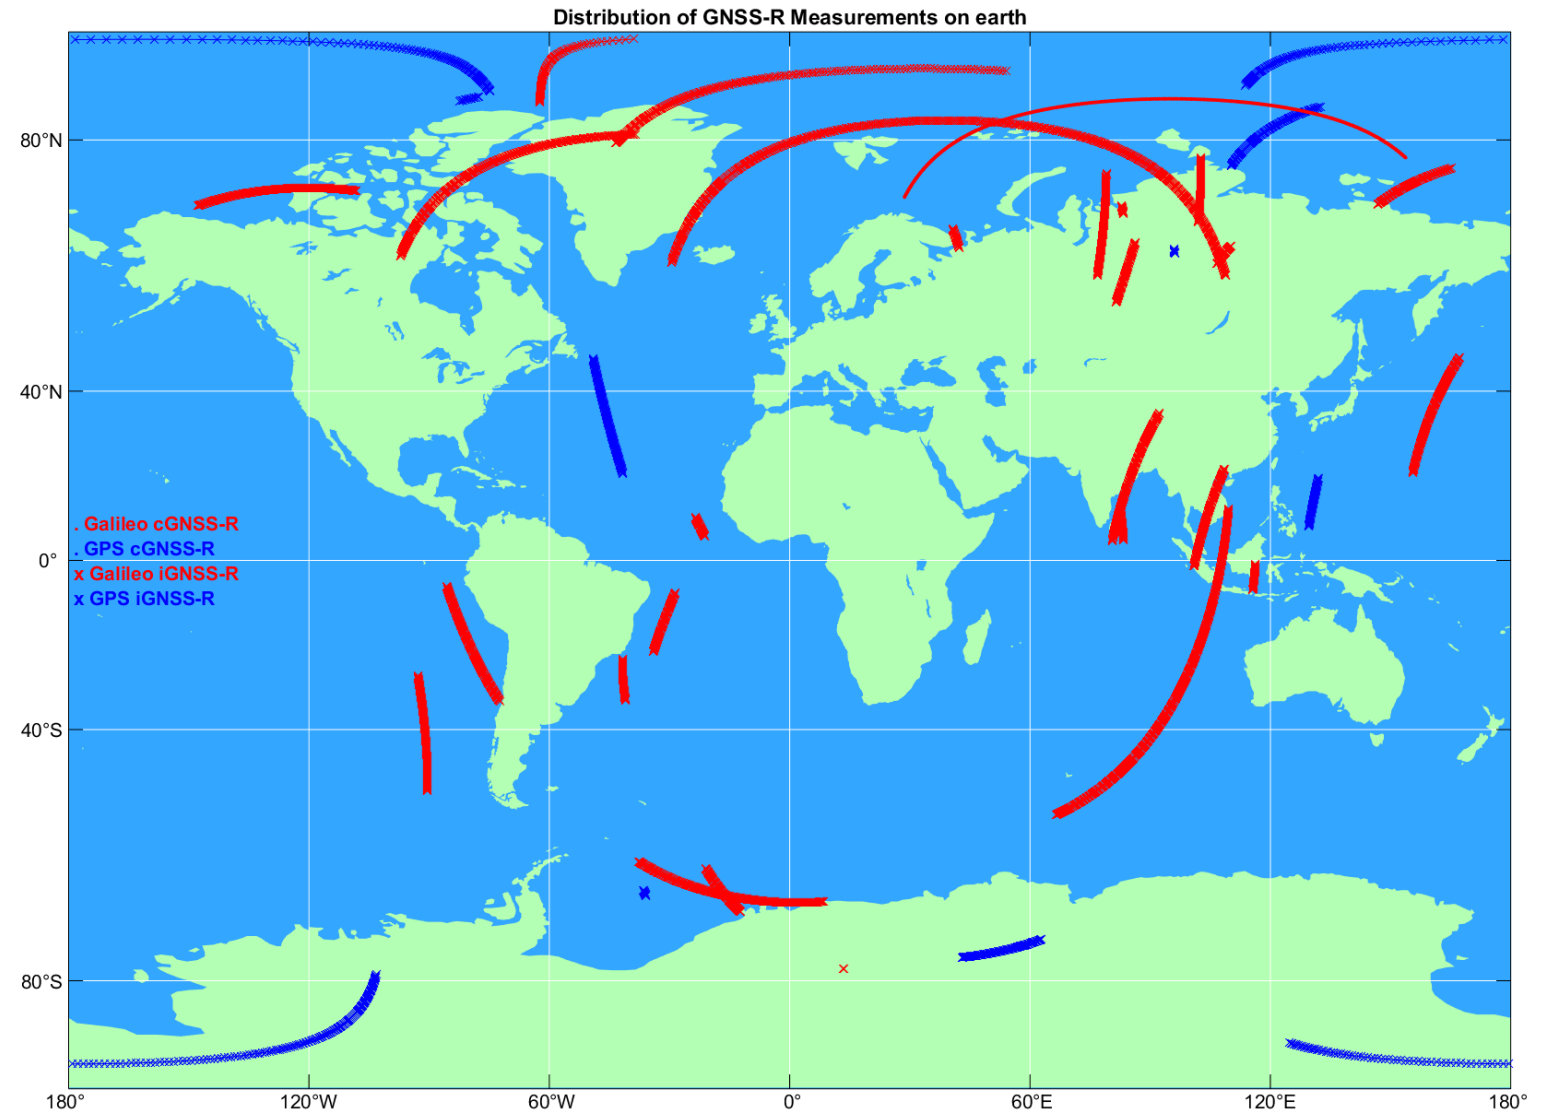 Distribution of GNSS-R Measurements on earth
80°N
40°N
0°
40°S
80°S
. Galileo cGNSS-R
. GPS cGNSS-R
x Galileo iGNSS-R
x GPS iGNSS-R
180° 120°W 60°W 0° 60°E 120°E 180°